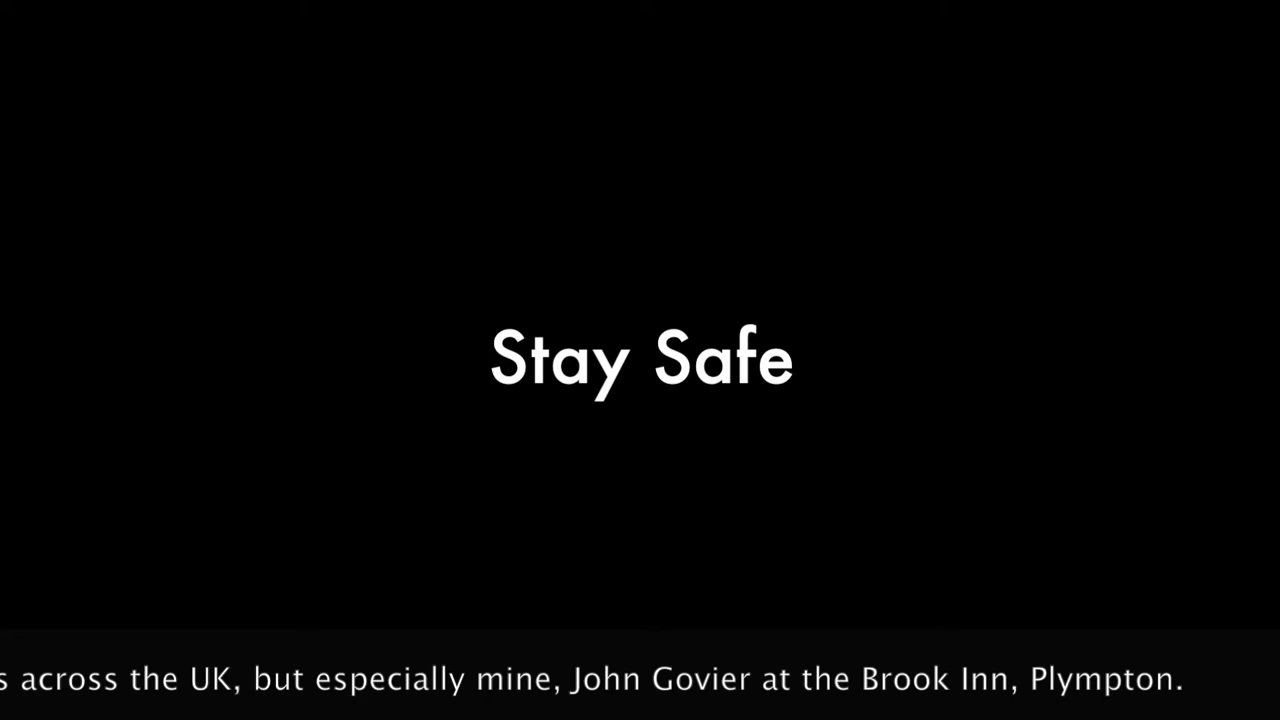 Stay Safe
across the UK, but especially mine, John Govier at the Brook Inn, Plympton.